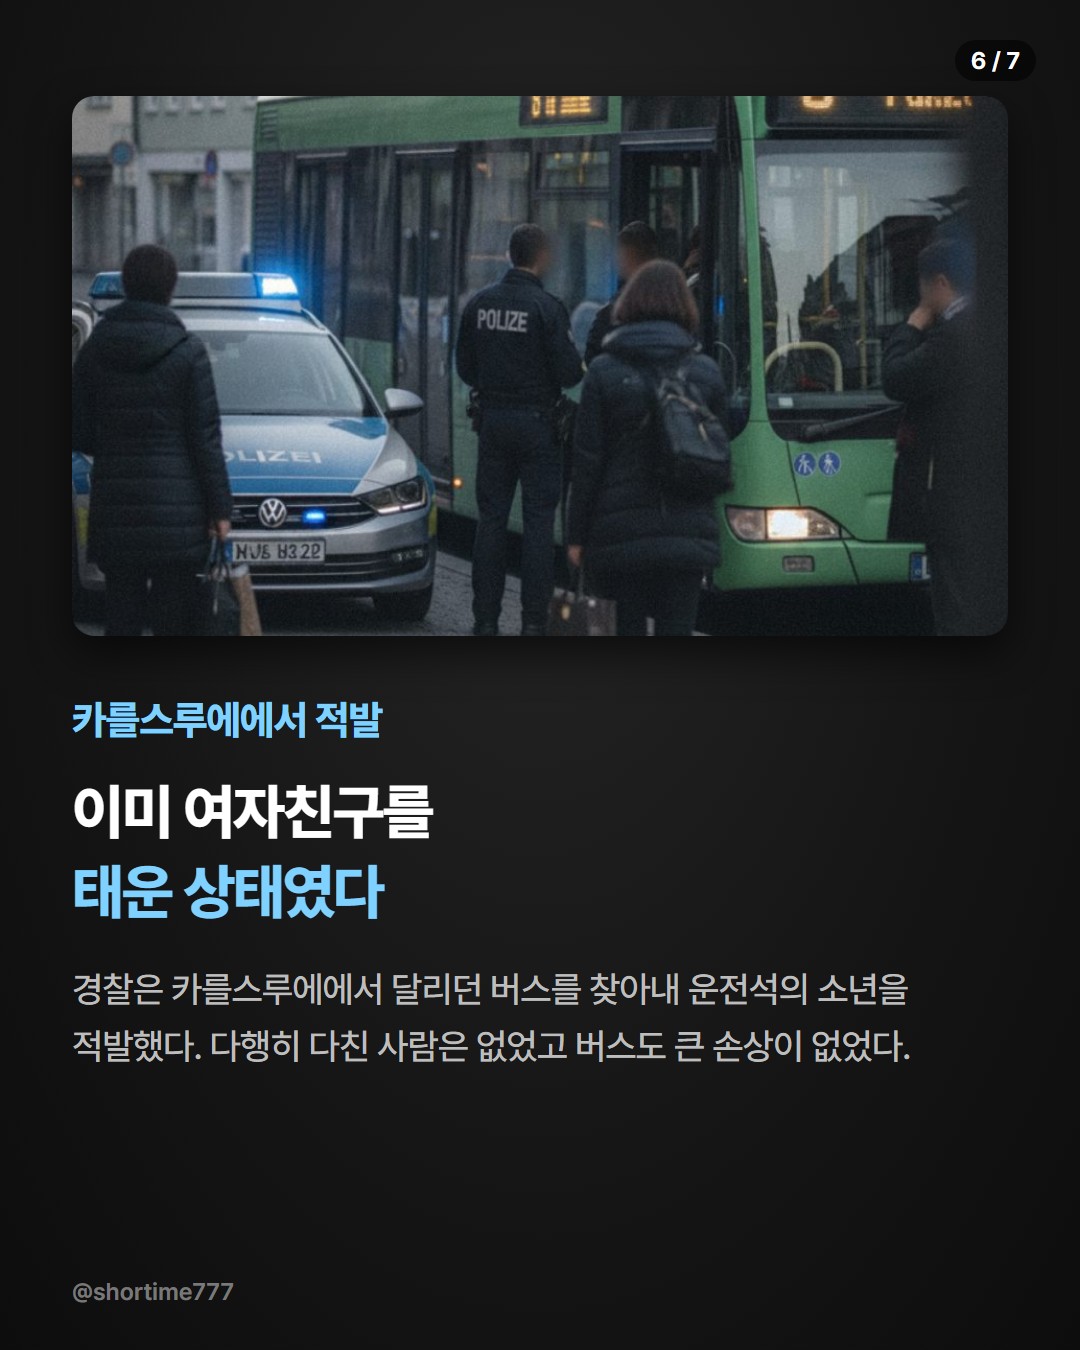 6 / 7
POLIZE
카를스루에에서 적발
이미 여자친구를
태운 상태였다
경찰은 카를스루에에서 달리던 버스를 찾아내 운전석의 소년을
적발했다. 다행히 다친 사람은 없었고 버스도 큰 손상이 없었다.
@shortime777